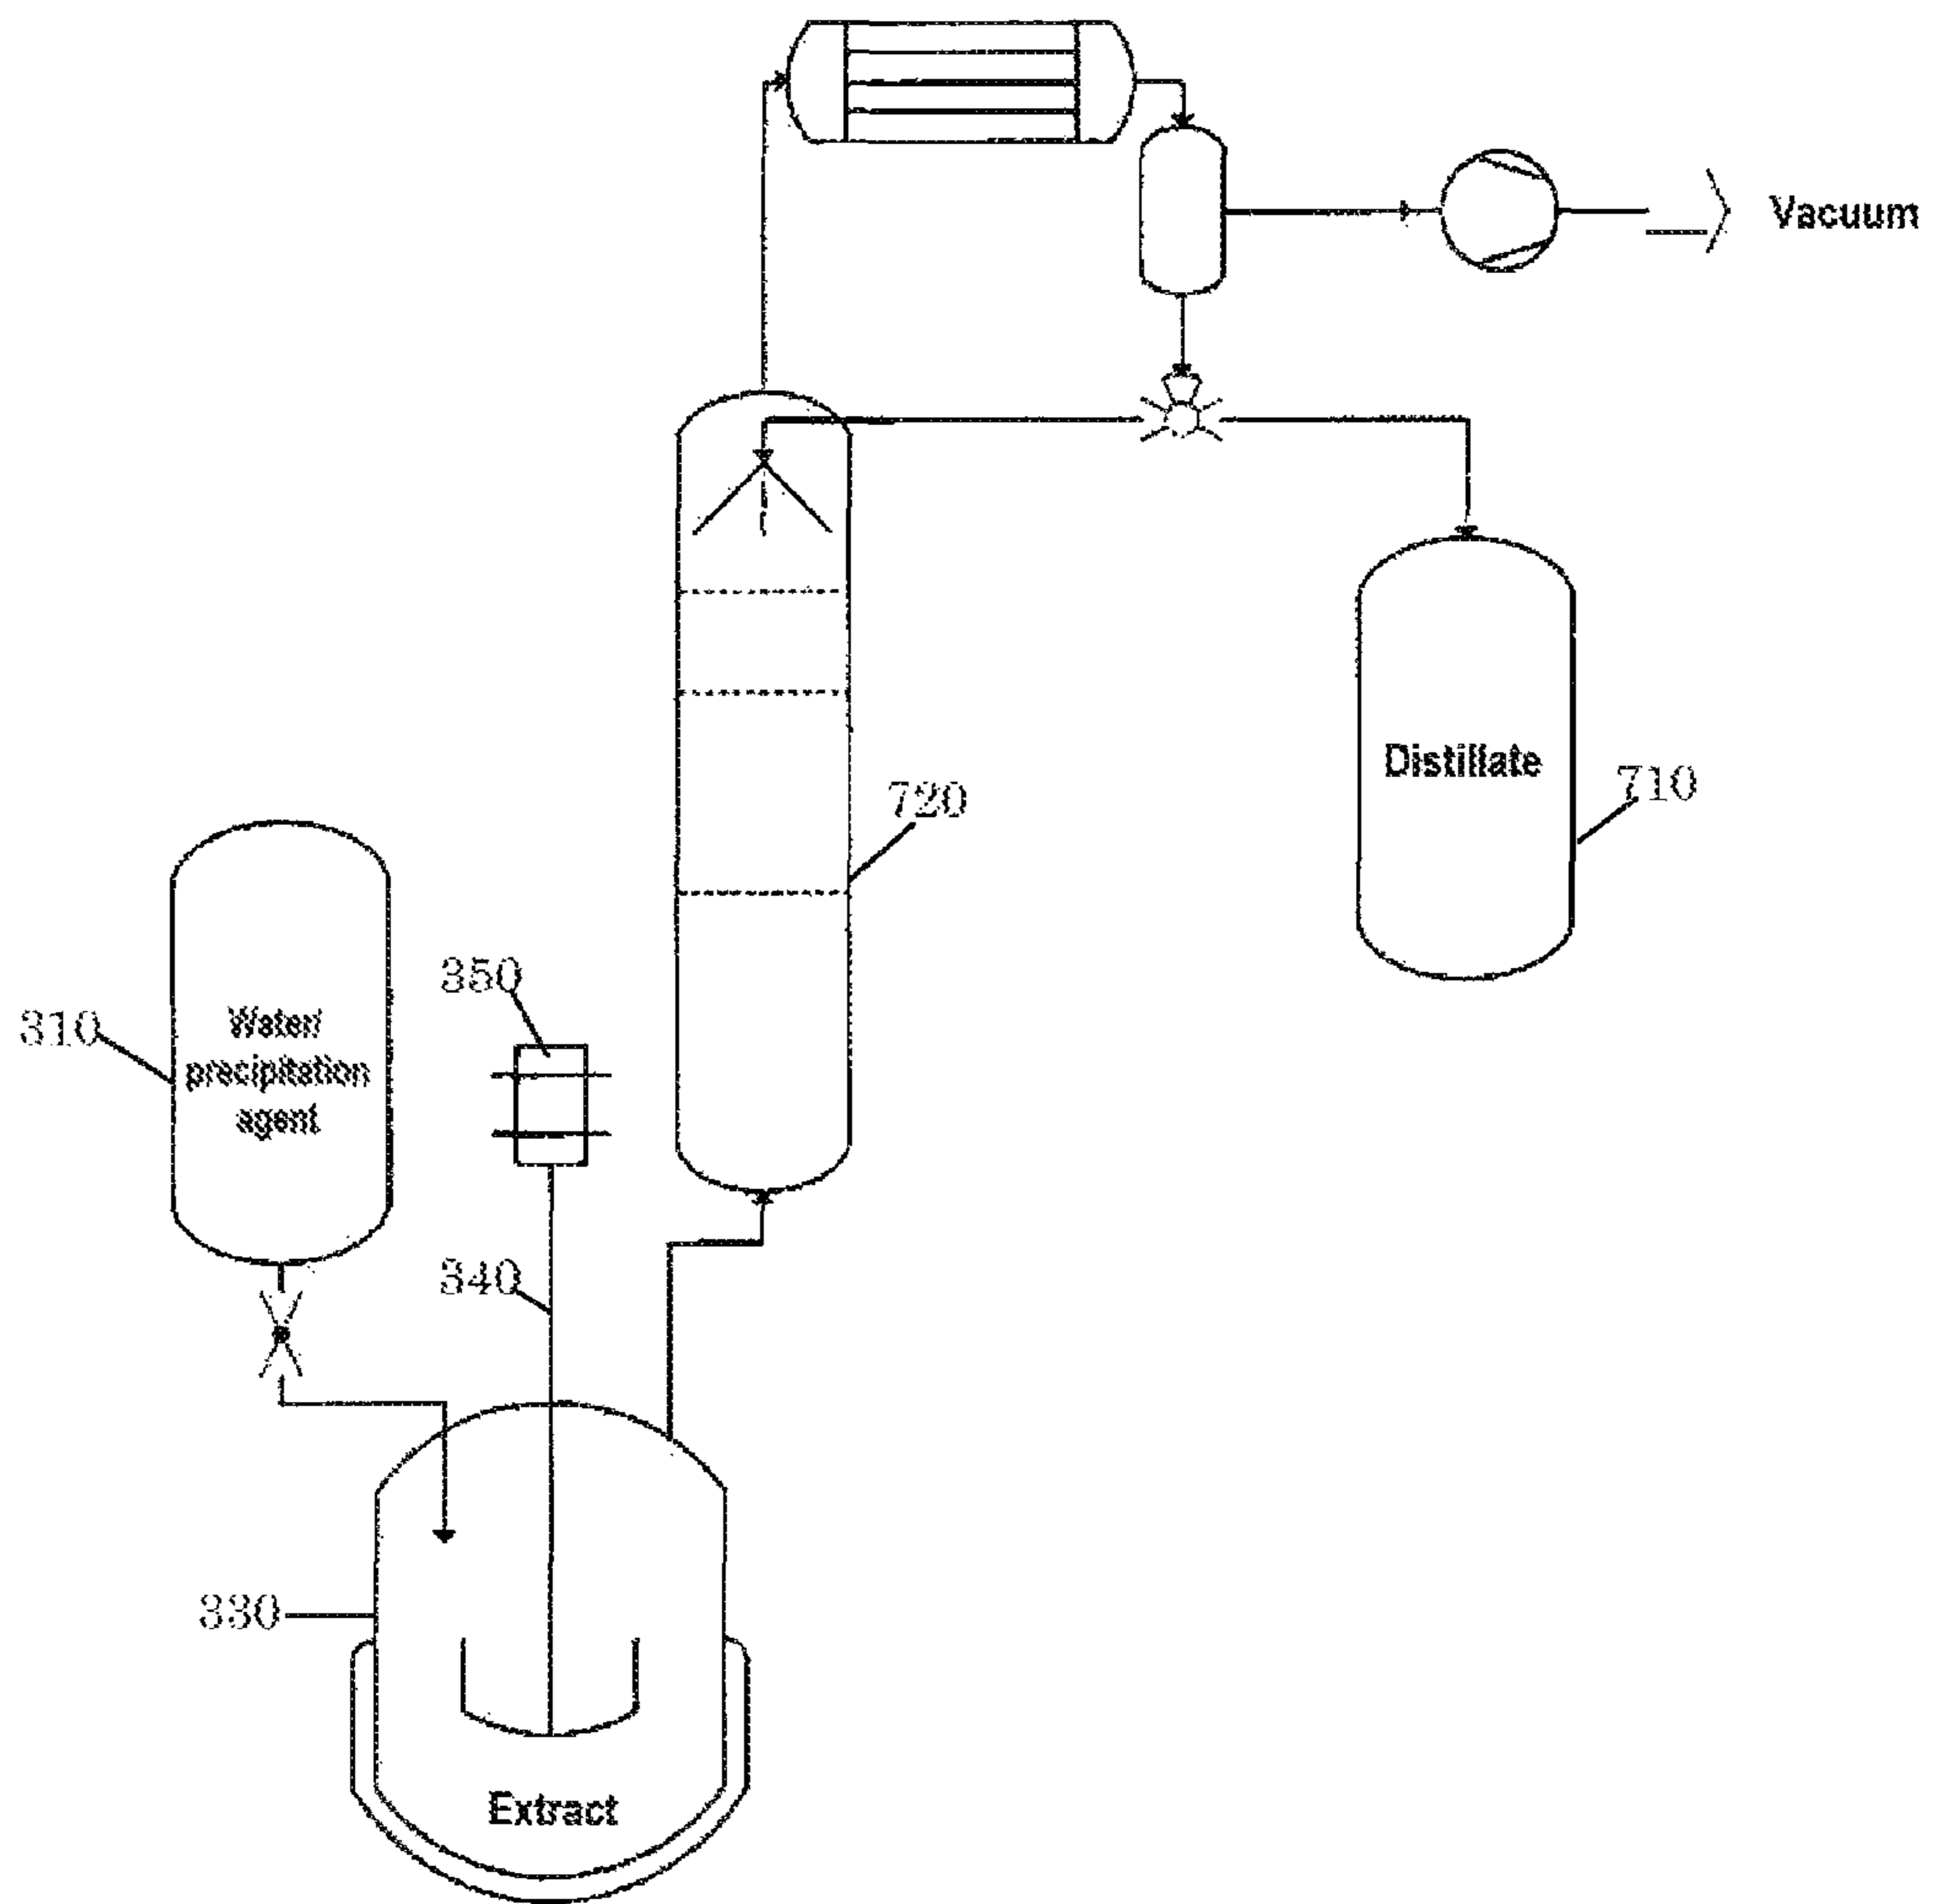 Vacuum
Distillate
710
720
350
310
Water/
precipitation
agent
340
330
Extract